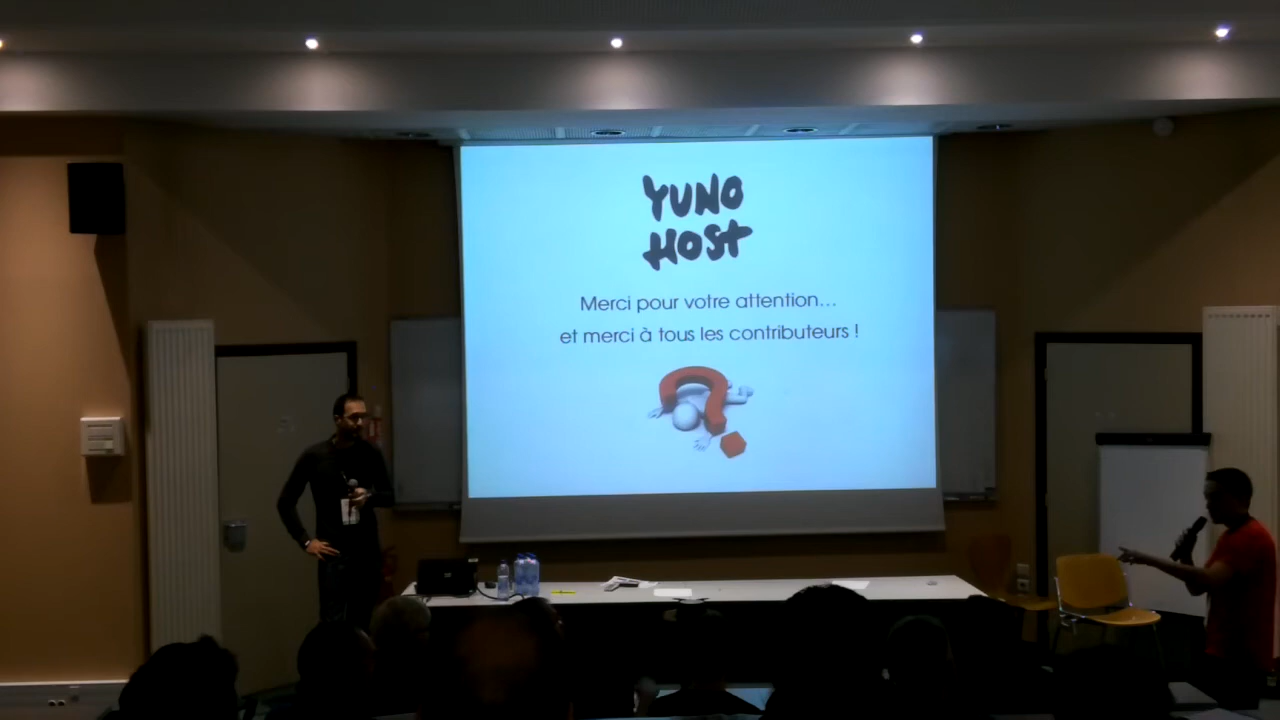 YUNO
HOST
Merci pour votre attention...
et merci à tous les contributeurs !